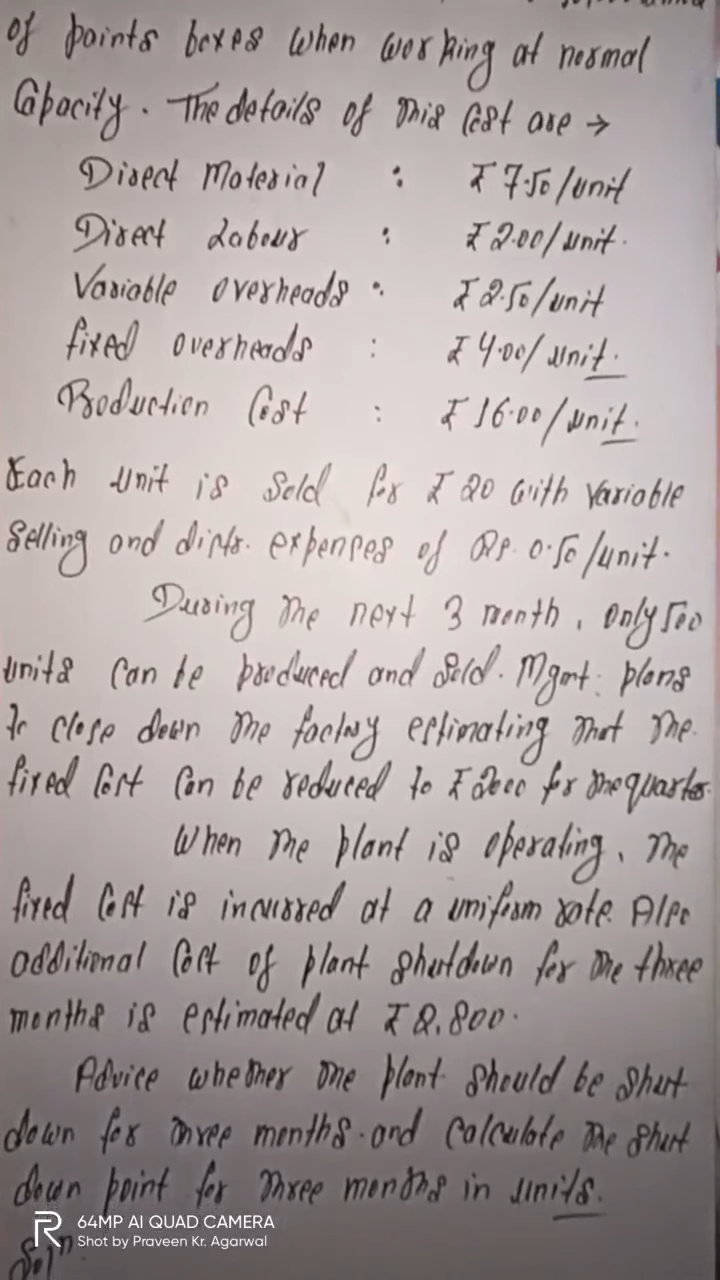 of paints boxes when working at normal
Capacity. The details of this Cost are →
Direct Material : ₹ 7.50/unit
Direct Labour : ₹ 2.00/unit.
Variable overheads : ₹ 2.50/unit
fixed overheads : ₹ 4.00/unit.
Production Cost : ₹ 16.00/unit.
Each unit is Sold for ₹ 20 with variable
Selling and distr. expenses of Rs. 0.50/unit.
During the next 3 month, only 500
units can be produced and Sold. Mgmt. plans
to close down the factory estimating that the
fixed Cost Can be reduced to ₹ 2000 for the quarter.
When the plant is operating, the
fixed Cost is incurred at a uniform rate. Also
additional Cost of plant shutdown for the three
months is estimated at ₹ 2,800.
Advice whether the plant should be shut
down for three months and calculate the shut
down point for three months in units.
Solⁿ
64MP AI QUAD CAMERA
Shot by Praveen Kr. Agarwal